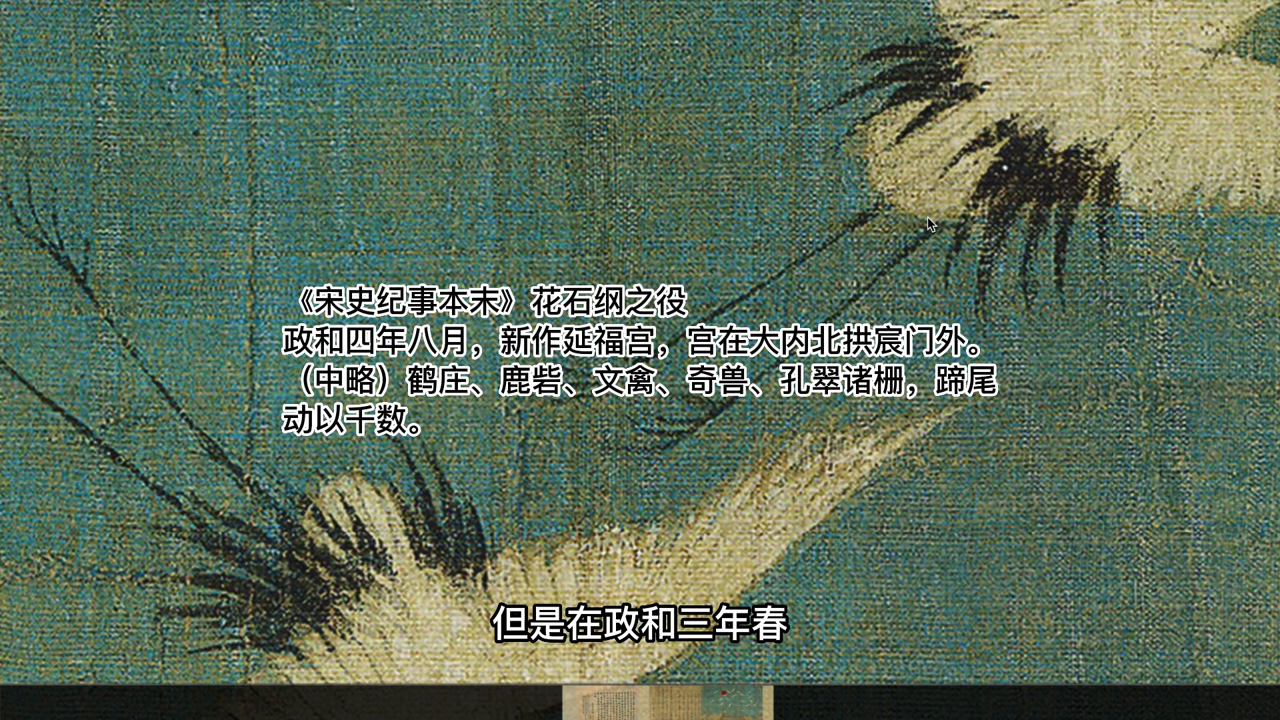 《宋史纪事本末》花石纲之役
政和四年八月，新作延福宫，宫在大内北拱宸门外。
（中略）鹤庄、鹿砦、文禽、奇兽、孔翠诸栅，蹄尾
动以千数。
但是在政和三年春